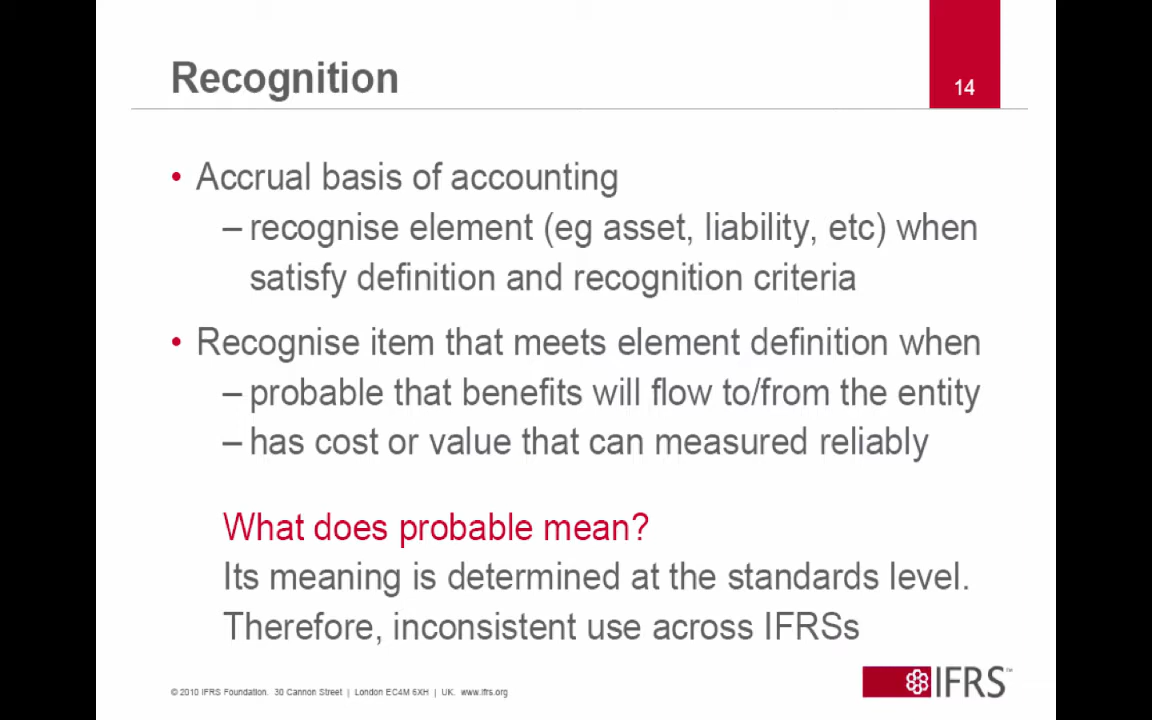 Recognition
14
• Accrual basis of accounting
– recognise element (eg asset, liability, etc) when
satisfy definition and recognition criteria
• Recognise item that meets element definition when
– probable that benefits will flow to/from the entity
– has cost or value that can measured reliably
What does probable mean?
Its meaning is determined at the standards level.
Therefore, inconsistent use across IFRSs
© 2010 IFRS Foundation. 30 Cannon Street | London EC4M 6XH | UK. www.ifrs.org
IFRS™